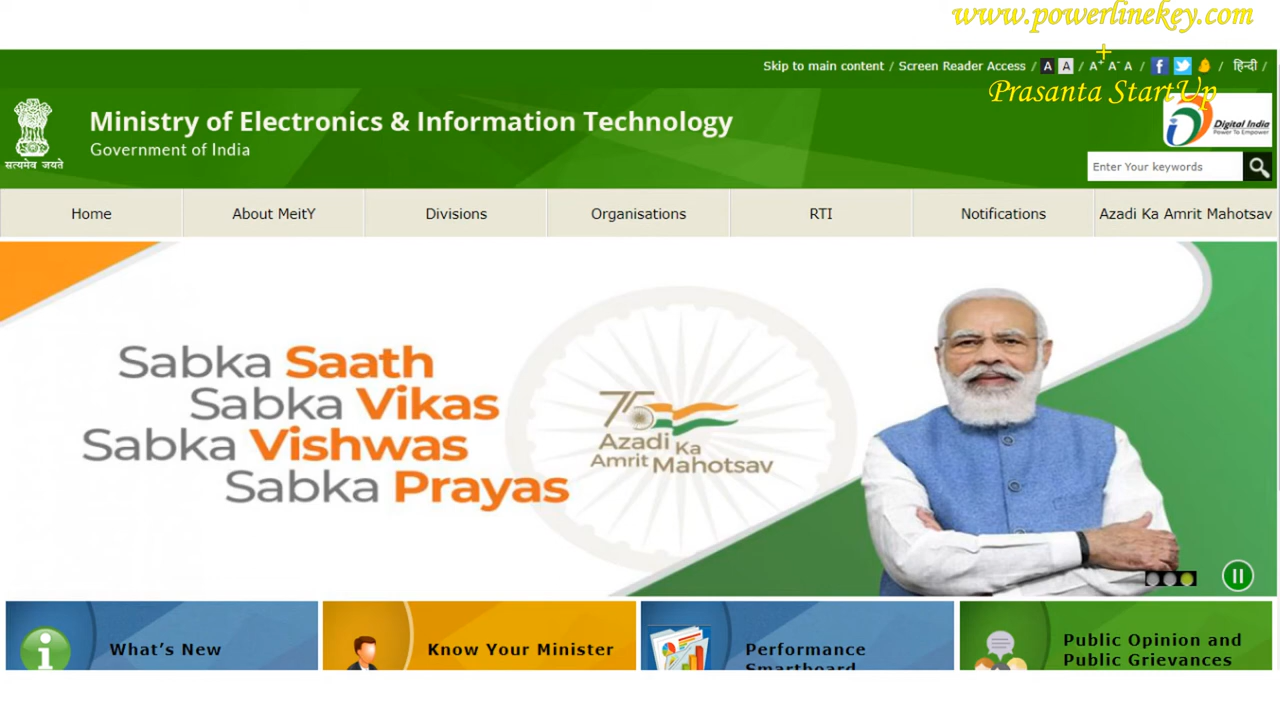 www.powerlinekey.com
+
Prasanta StartUp
Skip to main content / Screen Reader Access / A A / A+ A- A / f / हिन्दी /
सत्यमेव जयते
Ministry of Electronics & Information Technology
Government of India
Digital India
Power To Empower
Enter Your keywords
Home About MeitY Divisions Organisations RTI Notifications Azadi Ka Amrit Mahotsav
Sabka Saath
Sabka Vikas
Sabka Vishwas
Sabka Prayas
75
Azadi Ka
Amrit Mahotsav
What's New
Know Your Minister
Performance
Smartboard
Public Opinion and
Public Grievances